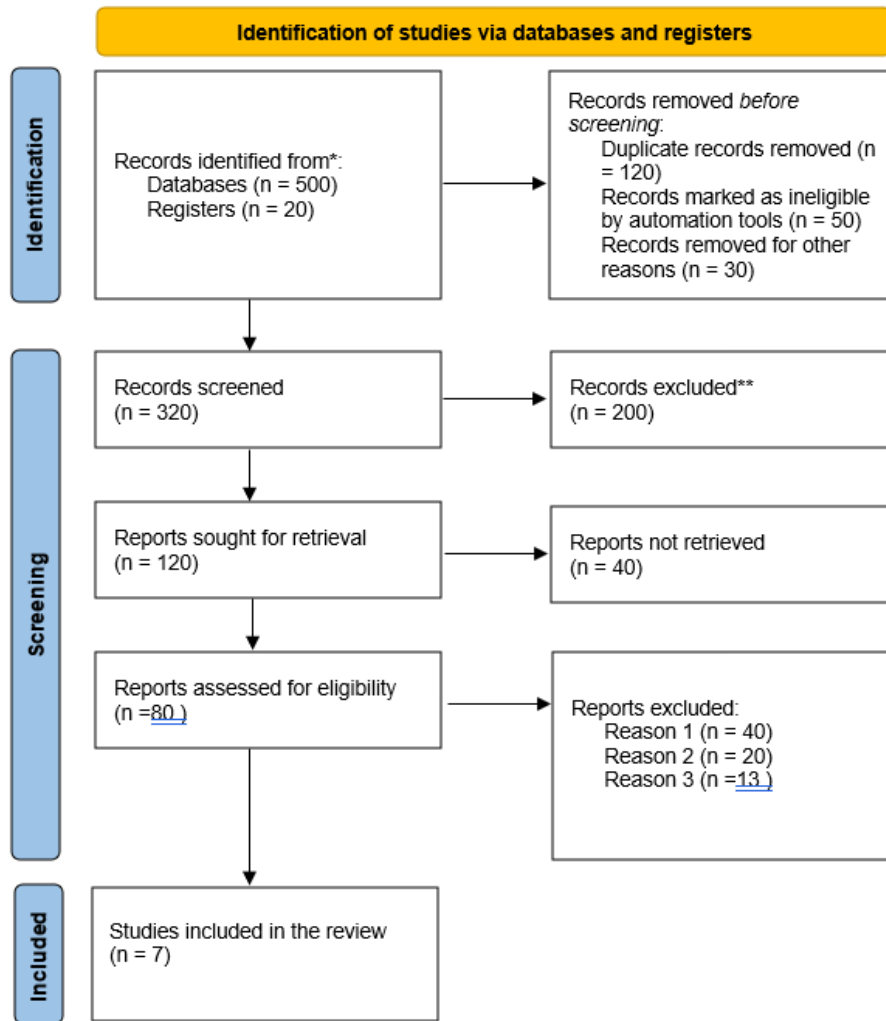 Identification of studies via databases and registers
Identification
Records identified from*:
Databases (n = 500)
Registers (n = 20)
Records removed before
screening:
Duplicate records removed (n
= 120)
Records marked as ineligible
by automation tools (n = 50)
Records removed for other
reasons (n = 30)
Screening
Records screened
(n = 320)
Records excluded**
(n = 200)
Reports sought for retrieval
(n = 120)
Reports not retrieved
(n = 40)
Reports assessed for eligibility
(n =80 )
Reports excluded:
Reason 1 (n = 40)
Reason 2 (n = 20)
Reason 3 (n =13 )
Included
Studies included in the review
(n = 7)